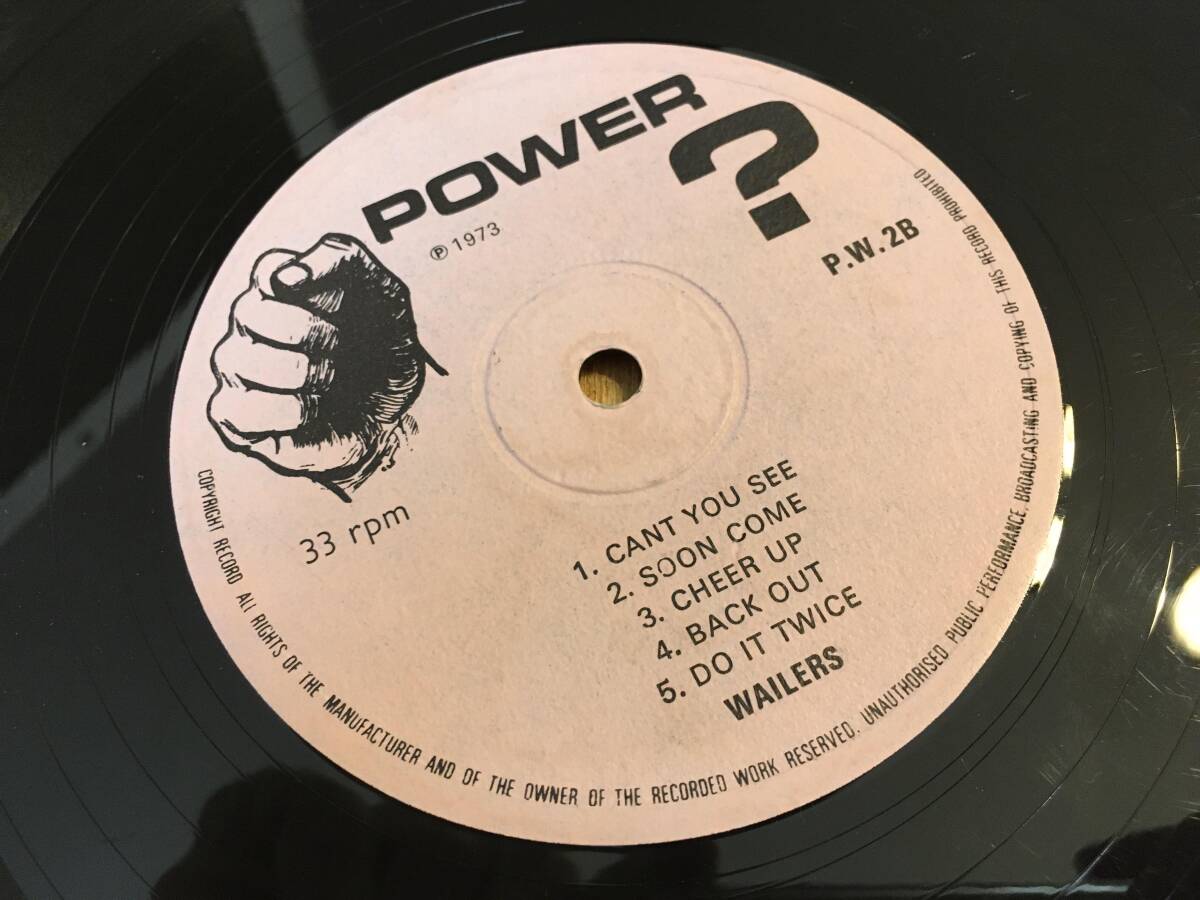 POWER ?
℗ 1973
P.W.2B
33 rpm
1. CANT YOU SEE
2. SOON COME
3. CHEER UP
4. BACK OUT
5. DO IT TWICE
WAILERS
COPYRIGHT RECORD ALL RIGHTS OF THE MANUFACTURER AND OF THE OWNER OF THE RECORDED WORK RESERVED. UNAUTHORISED PUBLIC PERFORMANCE, BROADCASTING AND COPYING OF THIS RECORD PROHIBITED